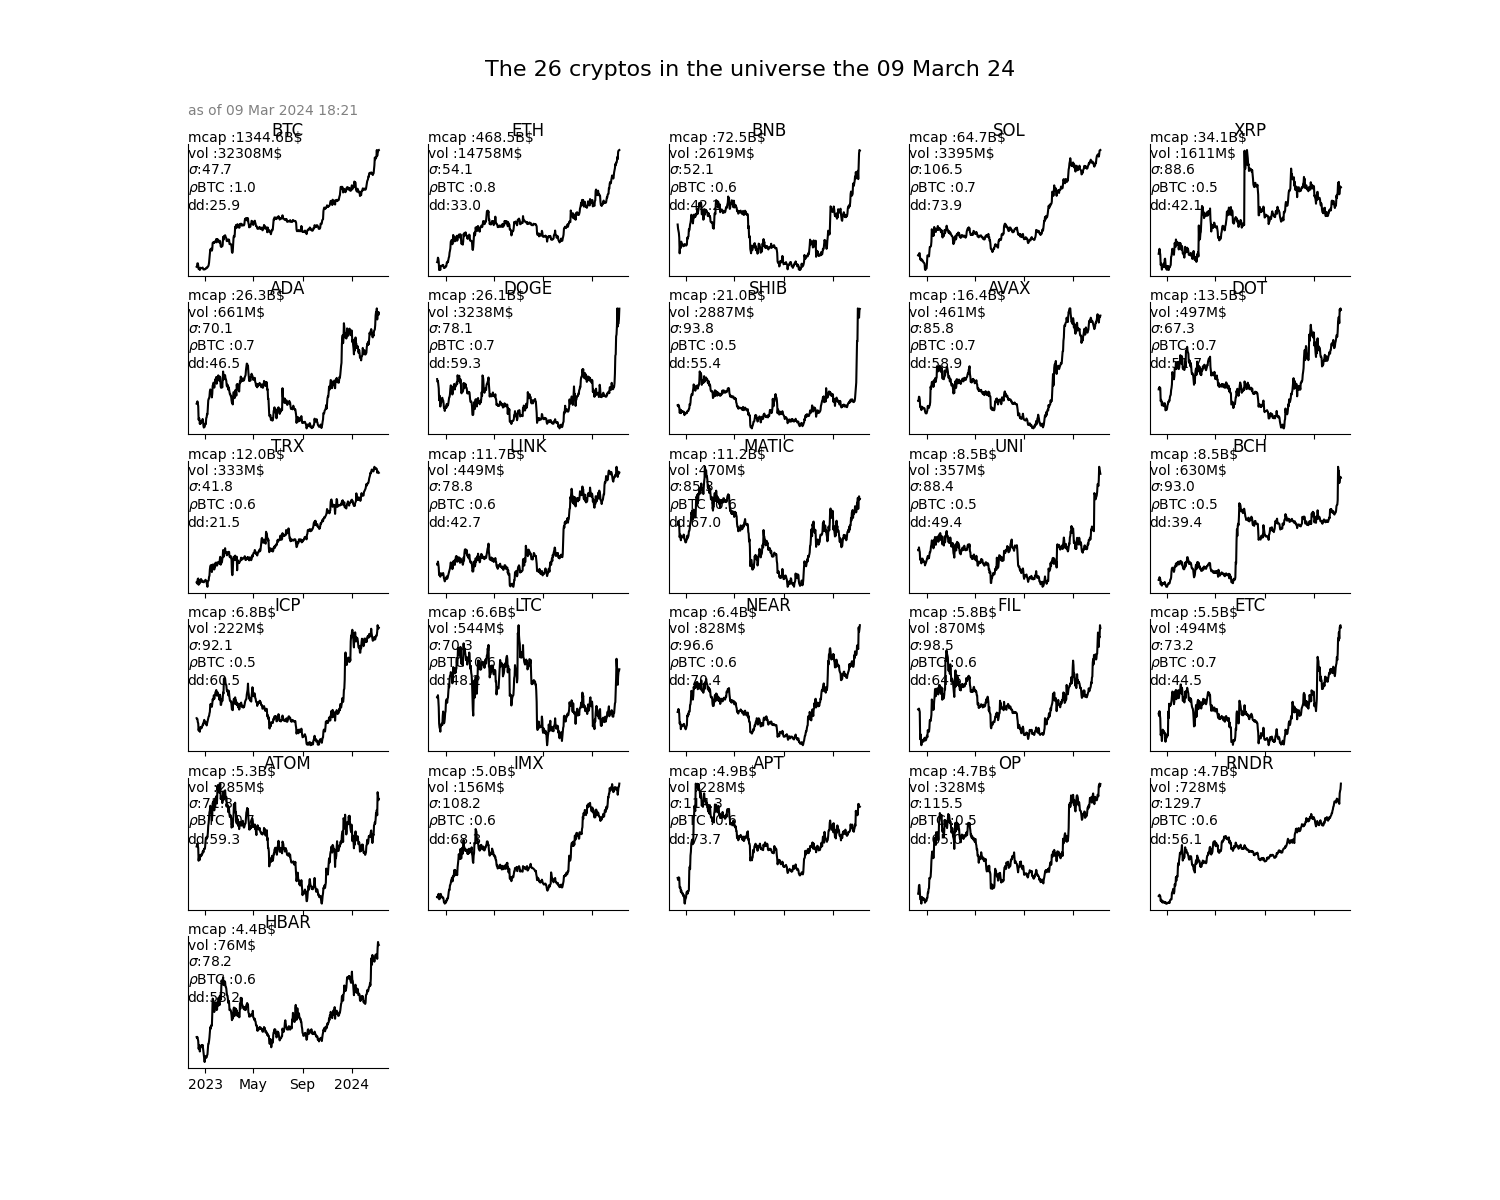 The 26 cryptos in the universe the 09 March 24
as of 09 Mar 2024 18:21
BTC
mcap :1344.6B$
vol :32308M$
σ:47.7
ρBTC :1.0
dd:25.9
ETH
mcap :468.5B$
vol :14758M$
σ:54.1
ρBTC :0.8
dd:33.0
BNB
mcap :72.5B$
vol :2619M$
σ:52.1
ρBTC :0.6
SOL
mcap :64.7B$
vol :3395M$
σ:106.5
ρBTC :0.7
dd:73.9
XRP
mcap :34.1B$
vol :1611M$
σ:88.6
ρBTC :0.5
dd:42.1
ADA
mcap :26.3B$
vol :661M$
σ:70.1
ρBTC :0.7
dd:46.5
DOGE
mcap :26.1B$
vol :3238M$
σ:78.1
ρBTC :0.7
dd:59.3
SHIB
mcap :21.0B$
vol :2887M$
σ:93.8
ρBTC :0.5
dd:55.4
AVAX
mcap :16.4B$
vol :461M$
σ:85.8
ρBTC :0.7
dd:58.9
DOT
mcap :13.5B$
vol :497M$
σ:67.3
ρBTC :0.7
TRX
mcap :12.0B$
vol :333M$
σ:41.8
ρBTC :0.6
dd:21.5
LINK
mcap :11.7B$
vol :449M$
σ:78.8
ρBTC :0.6
dd:42.7
MATIC
mcap :11.2B$
vol :470M$
ρBTC :0.6
dd:67.0
UNI
mcap :8.5B$
vol :357M$
σ:88.4
ρBTC :0.5
dd:49.4
BCH
mcap :8.5B$
vol :630M$
σ:93.0
ρBTC :0.5
dd:39.4
ICP
mcap :6.8B$
vol :222M$
σ:92.1
ρBTC :0.5
dd:60.5
LTC
mcap :6.6B$
vol :544M$
σ:70.3
NEAR
mcap :6.4B$
vol :828M$
σ:96.6
ρBTC :0.6
dd:70.4
FIL
mcap :5.8B$
vol :870M$
σ:98.5
ρBTC :0.6
ETC
mcap :5.5B$
vol :494M$
σ:73.2
ρBTC :0.7
dd:44.5
ATOM
mcap :5.3B$
vol :285M$
dd:59.3
IMX
mcap :5.0B$
vol :156M$
σ:108.2
ρBTC :0.6
APT
mcap :4.9B$
vol :228M$
ρBTC :0.6
dd:73.7
OP
mcap :4.7B$
vol :328M$
σ:115.5
ρBTC :0.5
RNDR
mcap :4.7B$
vol :728M$
σ:129.7
ρBTC :0.6
dd:56.1
HBAR
mcap :4.4B$
vol :76M$
σ:78.2
ρBTC :0.6
2023 May Sep 2024